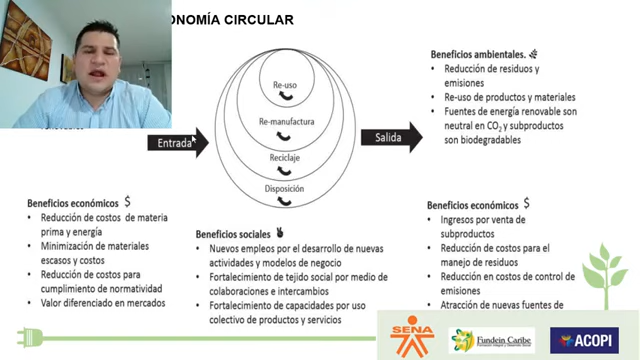 ONOMÍA CIRCULAR
Beneficios ambientales.
• Reducción de residuos y
emisiones
• Re-uso de productos y materiales
• Fuentes de energía renovable son
neutral en CO₂ y subproductos
son biodegradables
Re-uso
Re-manufactura
Reciclaje
Disposición
Entrada
Salida
Beneficios económicos $
• Reducción de costos de materia
prima y energía
• Minimización de materiales
escasos y costos
• Reducción de costos para
cumplimiento de normatividad
• Valor diferenciado en mercados
Beneficios sociales
• Nuevos empleos por el desarrollo de nuevas
actividades y modelos de negocio
• Fortalecimiento de tejido social por medio de
colaboraciones e intercambios
• Fortalecimiento de capacidades por uso
colectivo de productos y servicios
Beneficios económicos $
• Ingresos por venta de
subproductos
• Reducción de costos para el
manejo de residuos
• Reducción en costos de control de
emisiones
• Atracción de nuevas fuentes de
SENA
Fundein Caribe
ACOPI